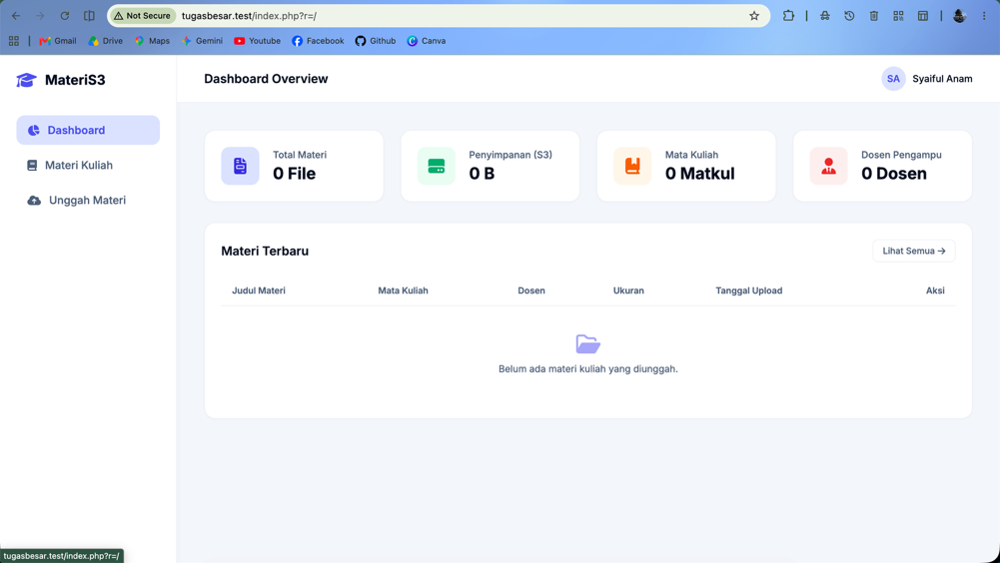 Not Secure tugasbesar.test/index.php?r=/
Gmail Drive Maps Gemini Youtube Facebook Github Canva
MateriS3
Dashboard
Materi Kuliah
Unggah Materi
Dashboard Overview
SA Syaiful Anam
Total Materi
0 File
Penyimpanan (S3)
0 B
Mata Kuliah
0 Matkul
Dosen Pengampu
0 Dosen
Materi Terbaru
Lihat Semua →
Judul Materi Mata Kuliah Dosen Ukuran Tanggal Upload Aksi
Belum ada materi kuliah yang diunggah.
tugasbesar.test/index.php?r=/